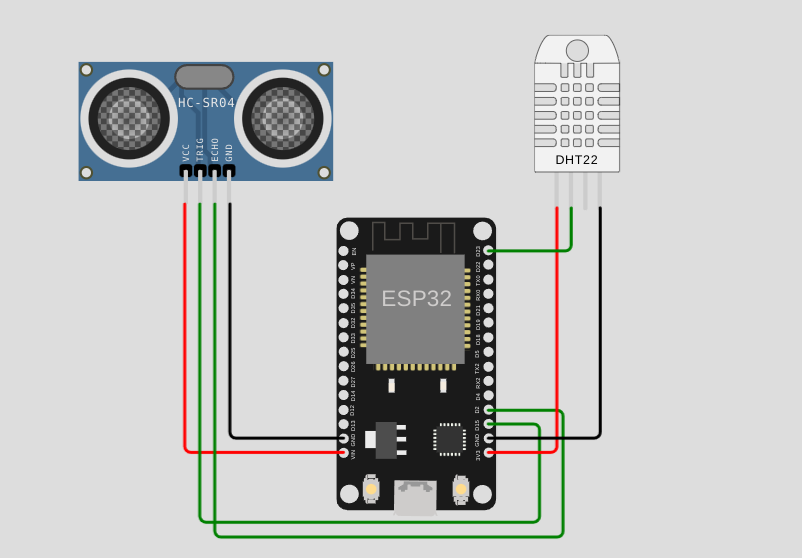 HC-SR04
VCC
TRIG
ECHO
GND
DHT22
ESP32
EN
VP
VN
D34
D35
D32
D33
D25
D26
D27
D14
D12
D13
GND
VIN
D23
D22
TX0
RX0
D21
D19
D18
D5
TX2
RX2
D4
D2
D15
GND
3V3